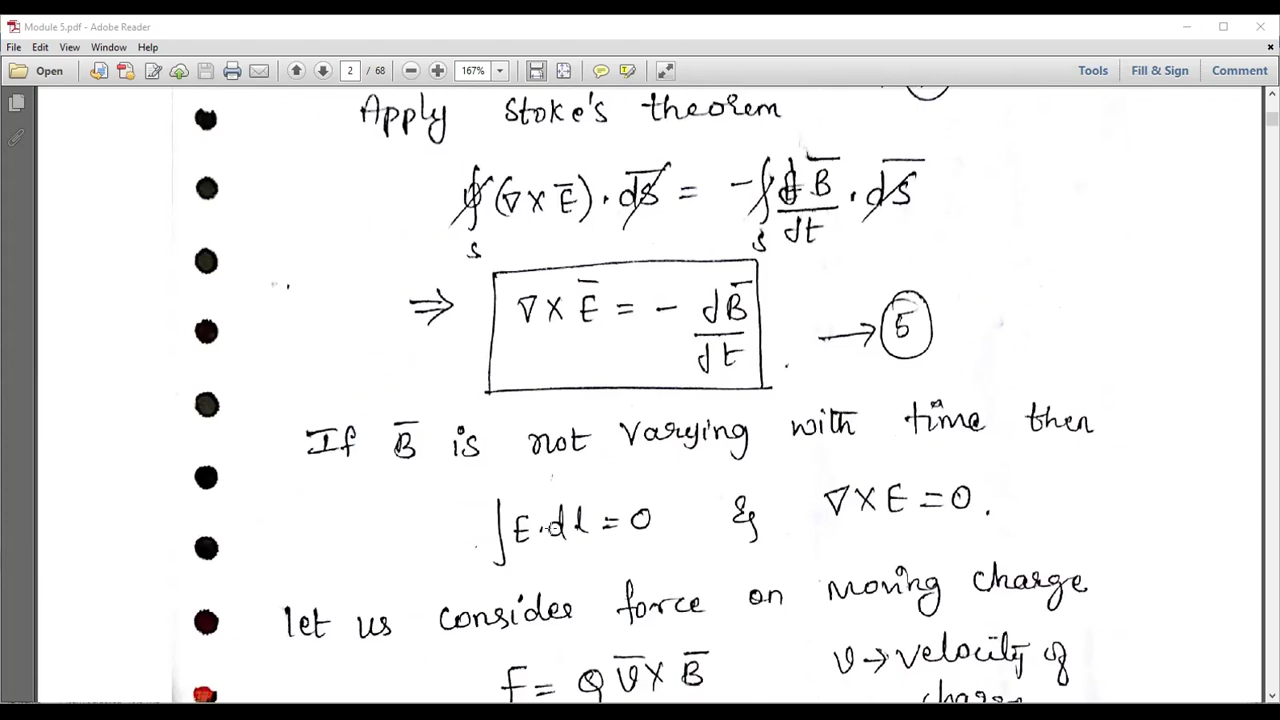 Module 5.pdf - Adobe Reader
File Edit View Window Help
Open 2 / 68 167% Tools Fill & Sign Comment
Apply Stoke's theorem
∮ (∇ X E̅) . d̅s̅ = - ∫ dB̅/dt . d̅s̅
s s
⇒ ∇ X E̅ = - dB̅/dt → 5
If B̅ is not varying with time then
∫ E . dl = 0 & ∇ X E = 0 .
let us consider force on moving charge
F = Q V̅ X B̅ V → velocity of
charge